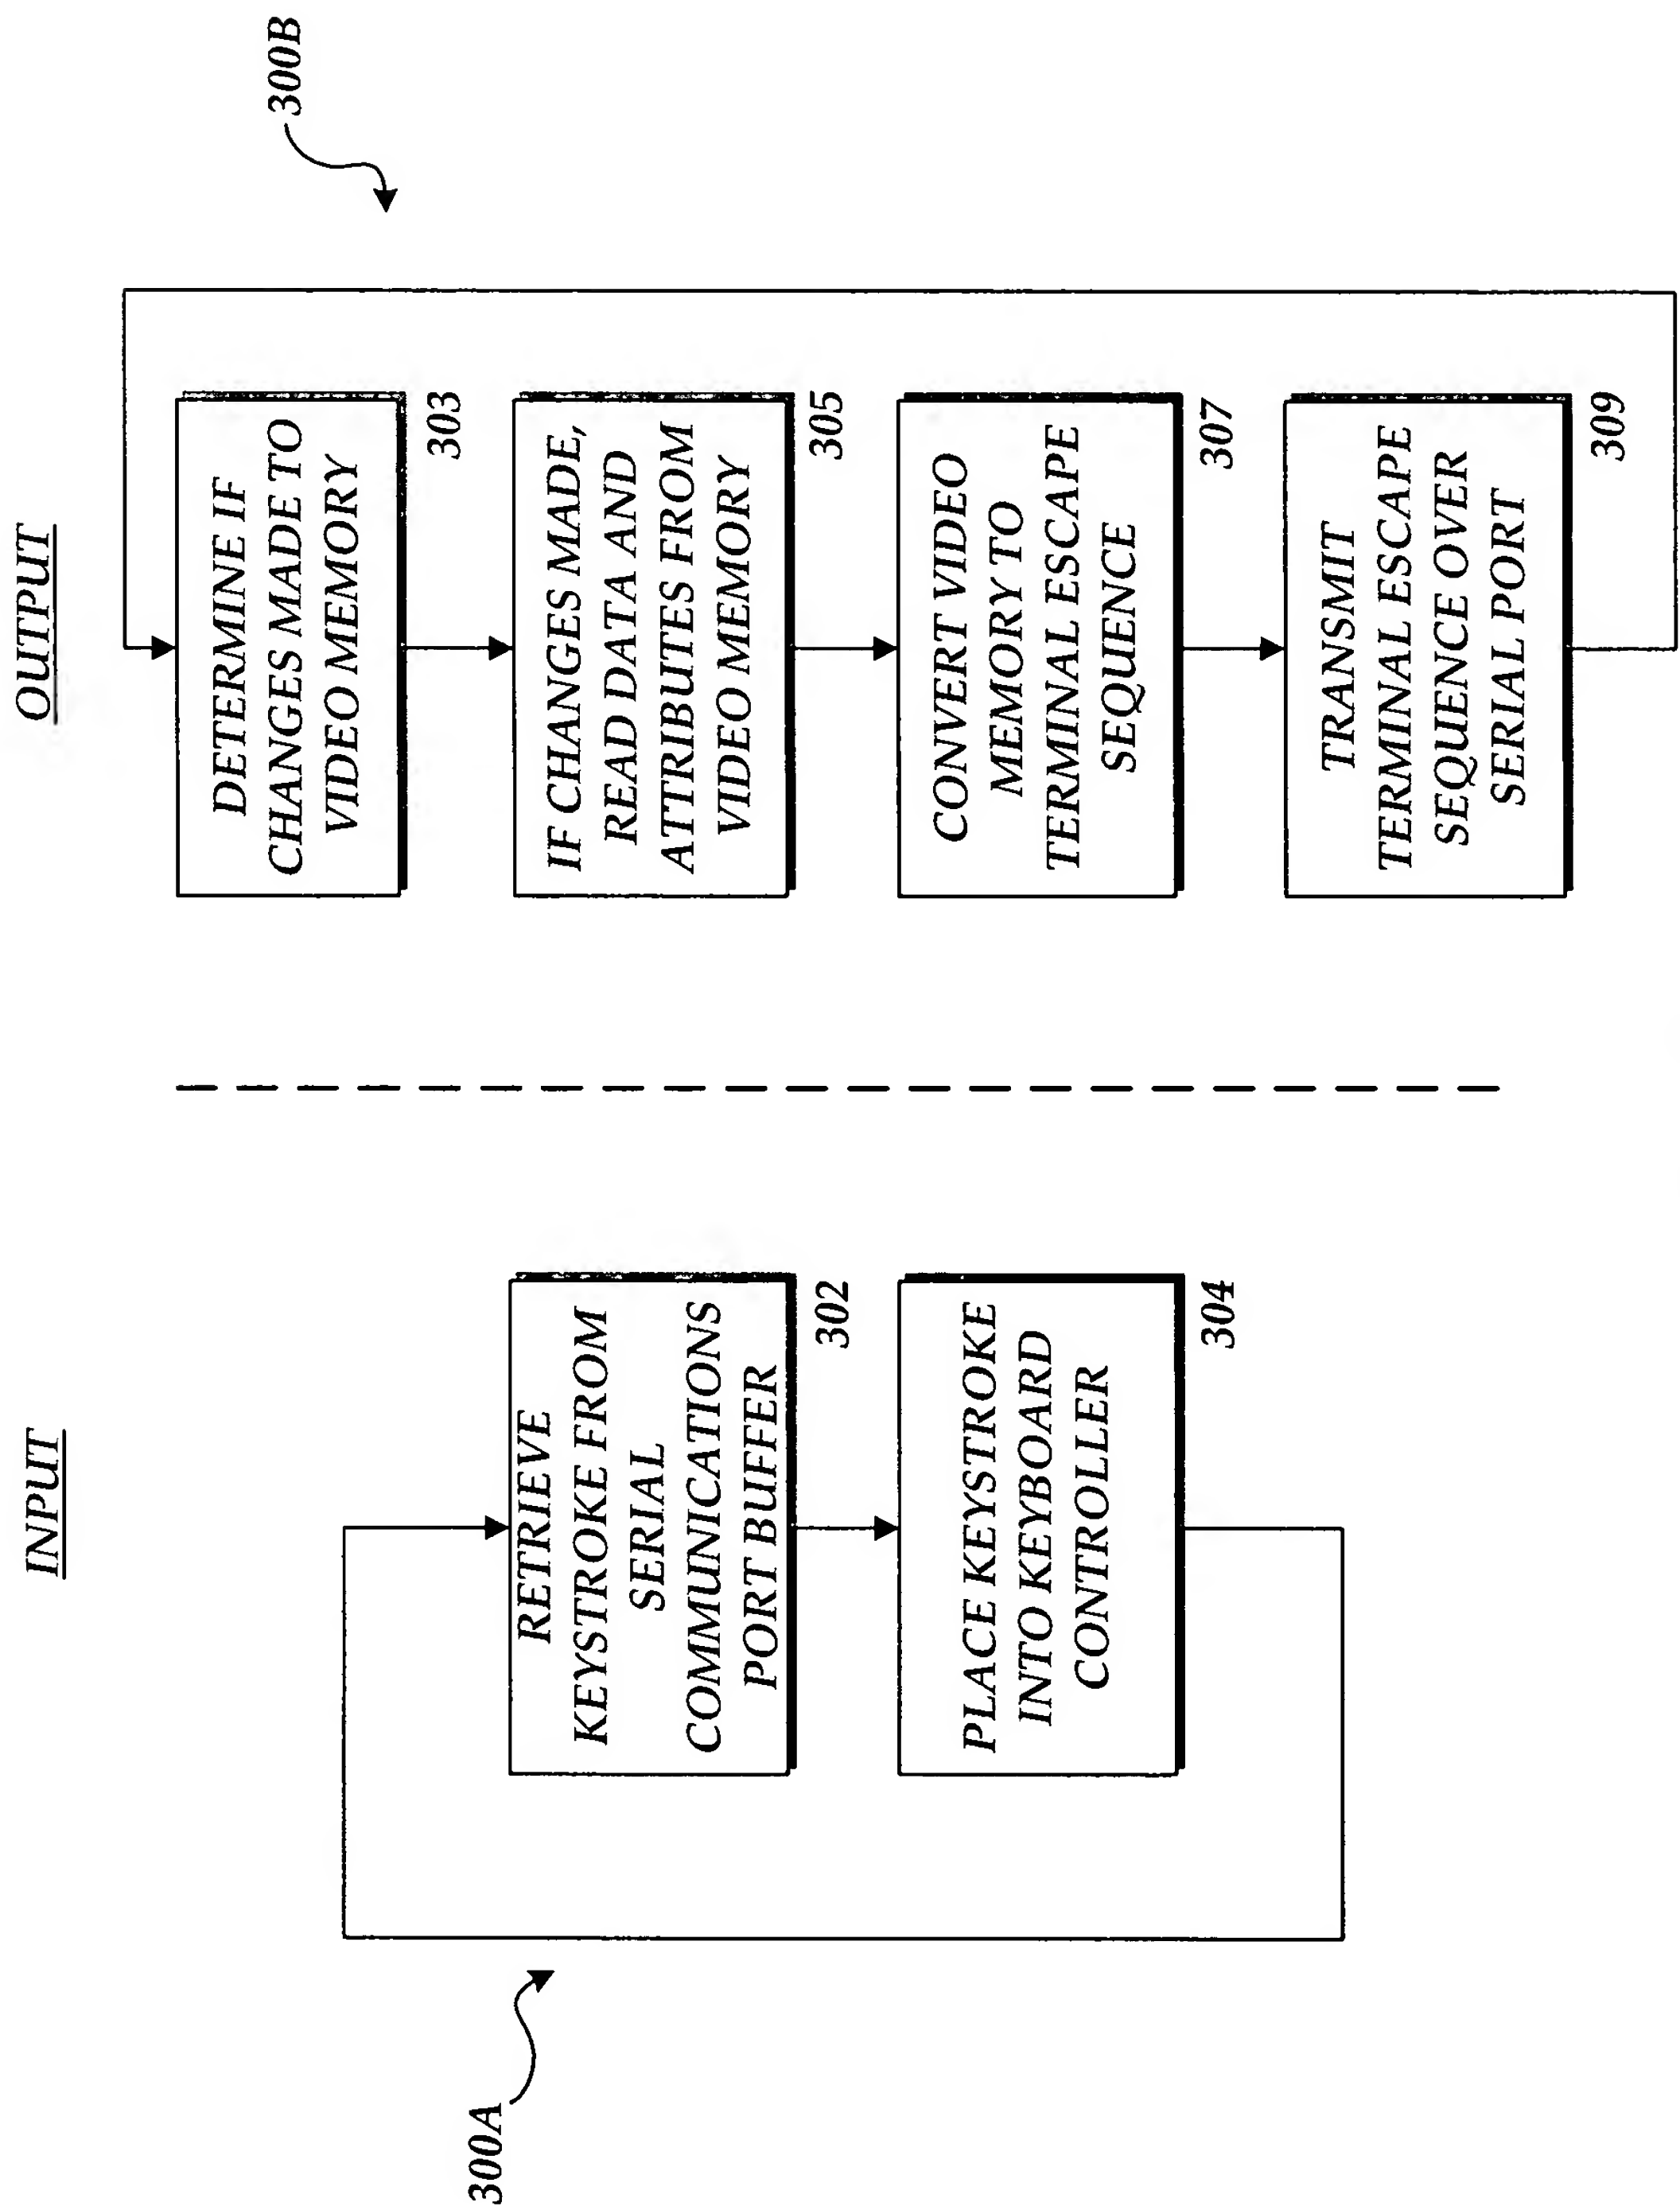 INPUT
300A
RETRIEVE
KEYSTROKE FROM
SERIAL
COMMUNICATIONS
PORT BUFFER
302
PLACE KEYSTROKE
INTO KEYBOARD
CONTROLLER
304
OUTPUT
300B
DETERMINE IF
CHANGES MADE TO
VIDEO MEMORY
303
IF CHANGES MADE,
READ DATA AND
ATTRIBUTES FROM
VIDEO MEMORY
305
CONVERT VIDEO
MEMORY TO
TERMINAL ESCAPE
SEQUENCE
307
TRANSMIT
TERMINAL ESCAPE
SEQUENCE OVER
SERIAL PORT
309